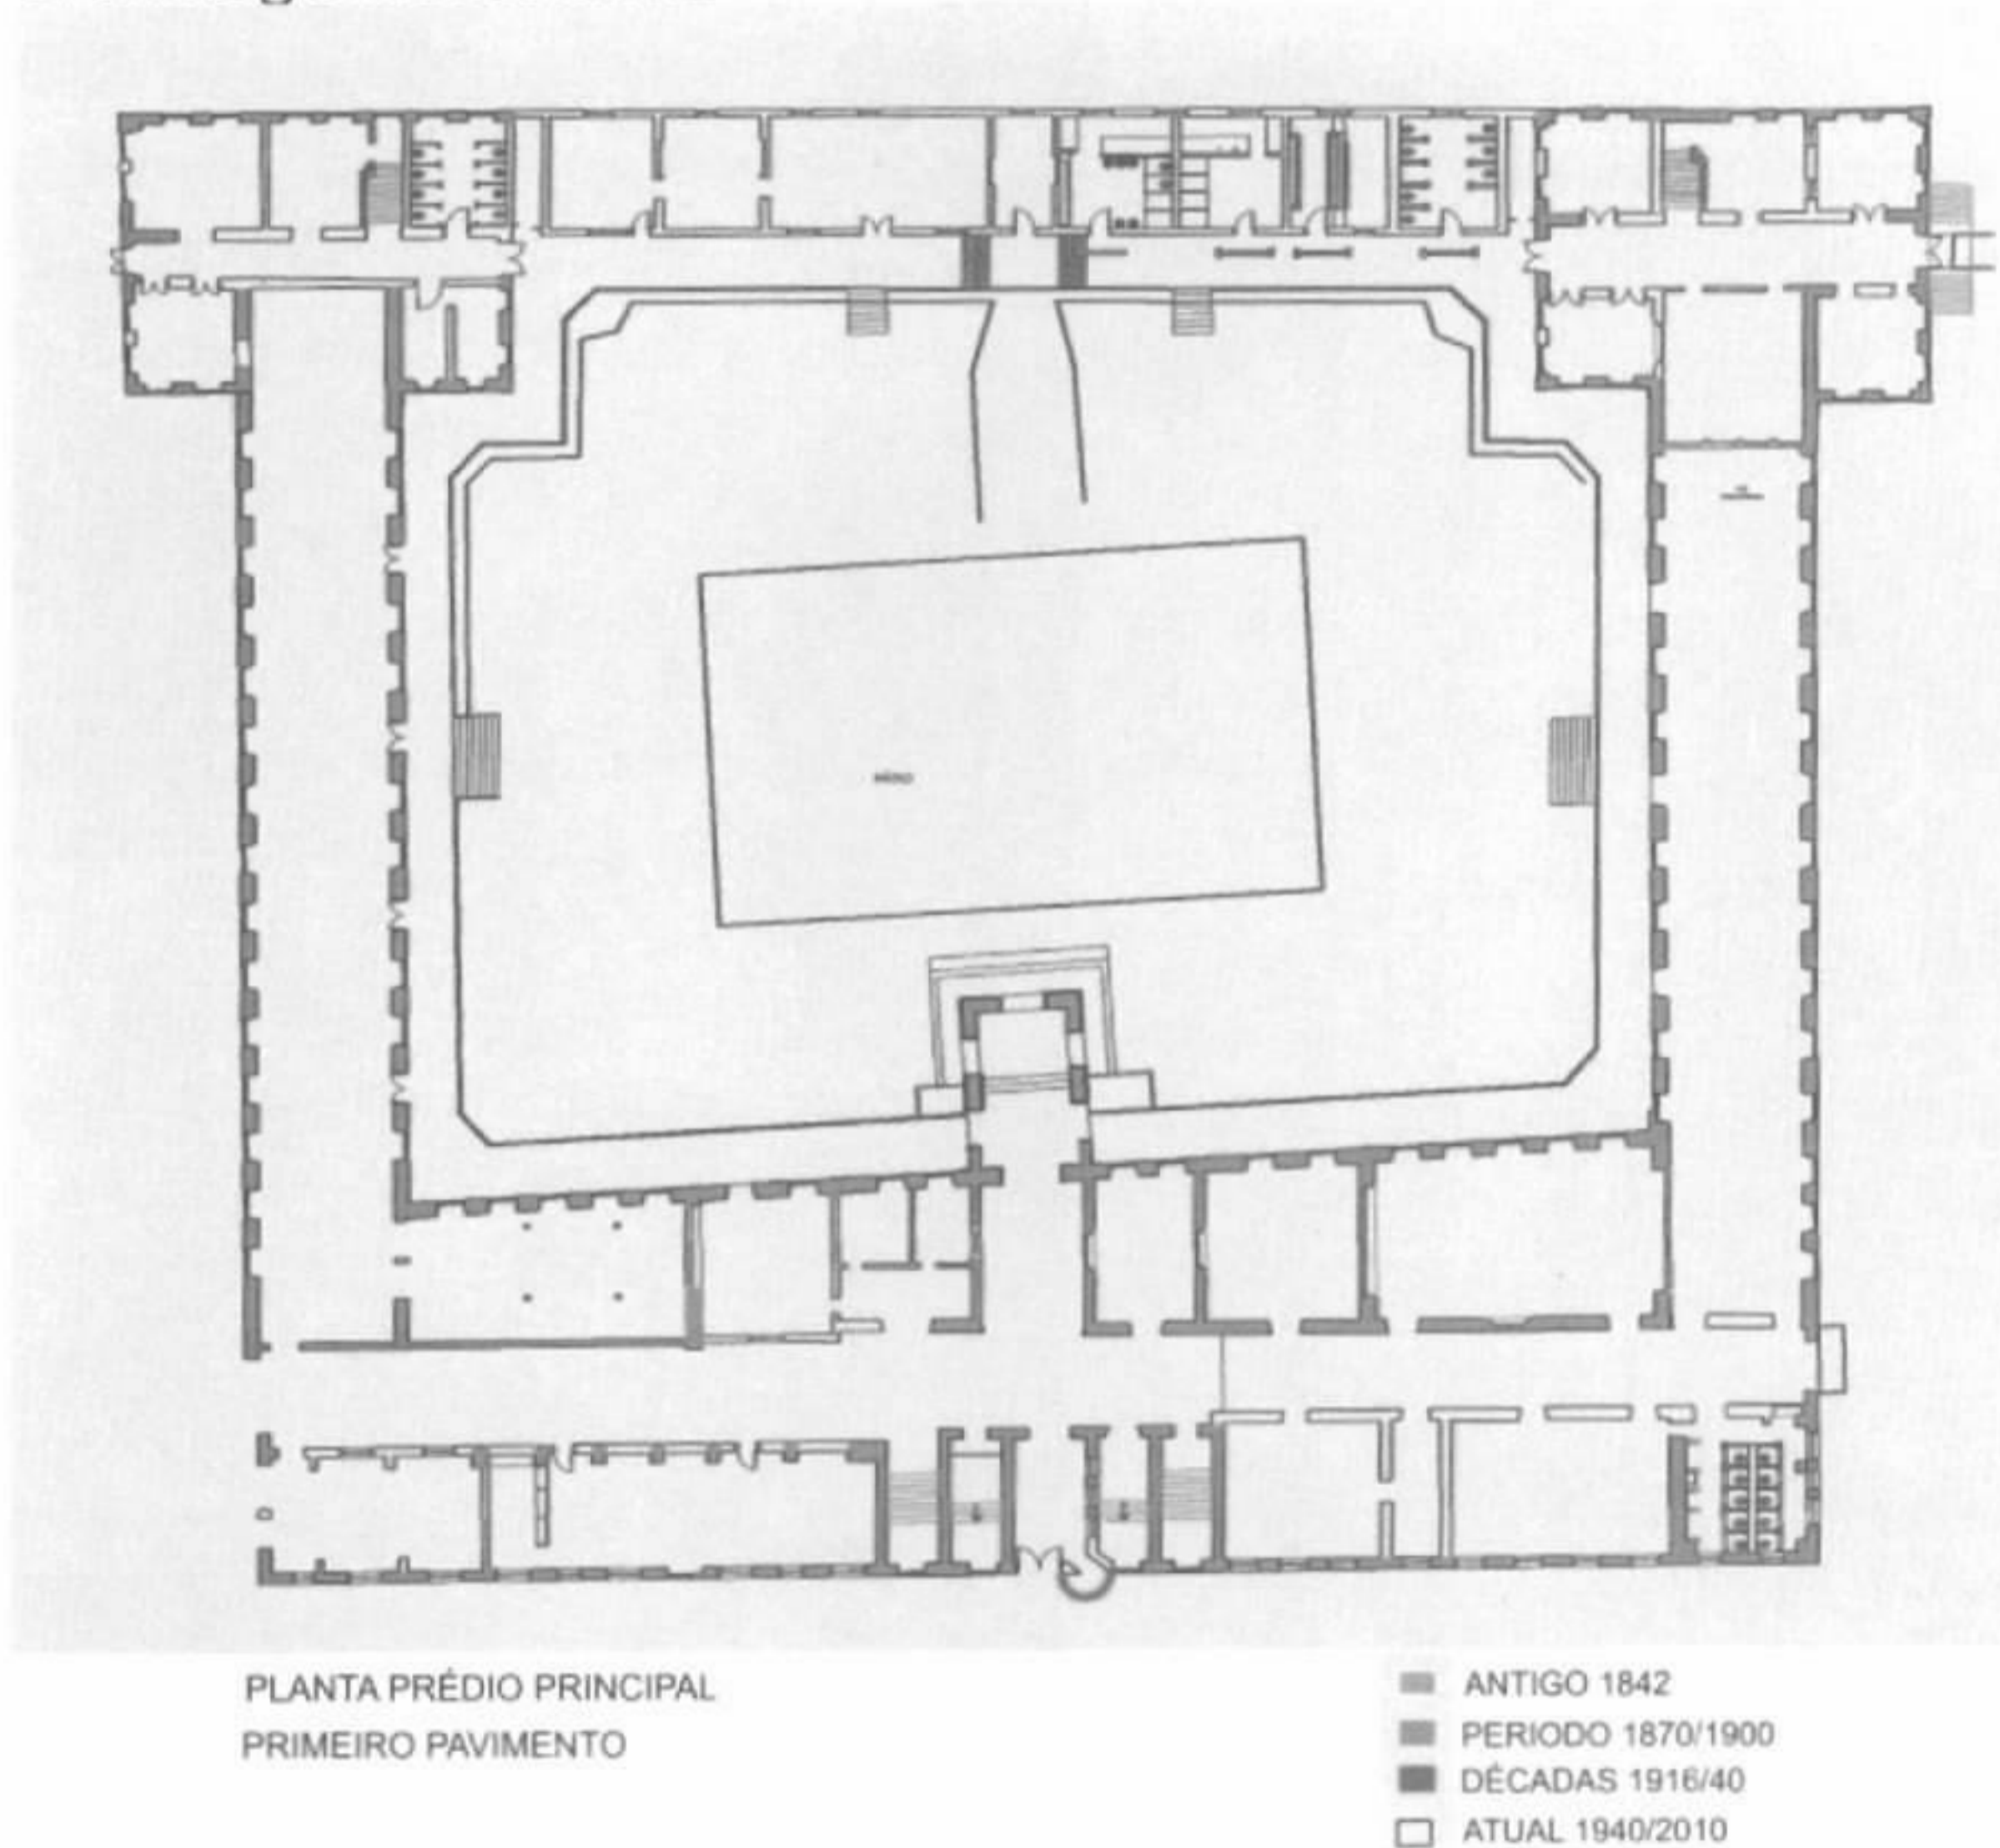 PLANTA PRÉDIO PRINCIPAL
PRIMEIRO PAVIMENTO
ANTIGO 1842
PERIODO 1870/1900
DÉCADAS 1916/40
ATUAL 1940/2010